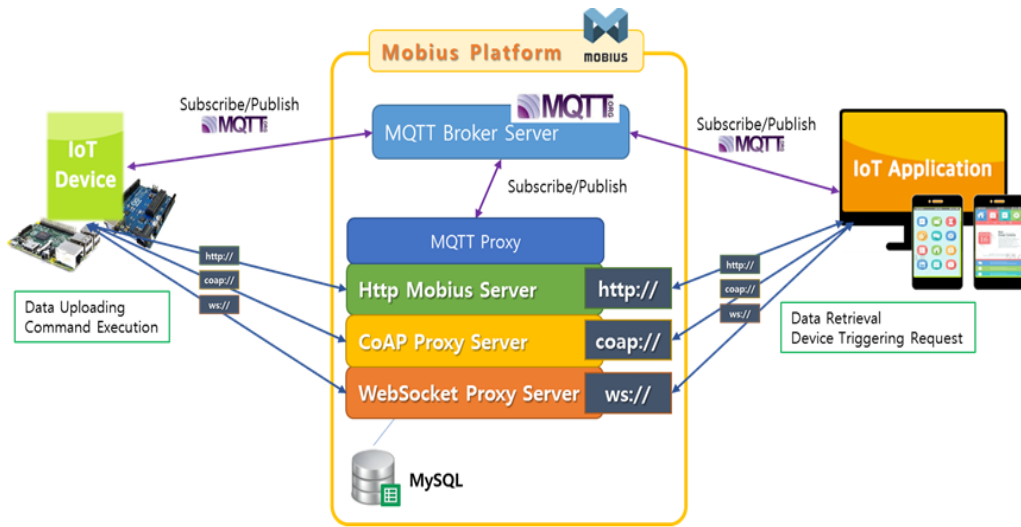 Mobius Platform
MOBIUS
Subscribe/Publish
MQTT
MQTT
.ORG
MQTT Broker Server
Subscribe/Publish
MQTT
IoT
Device
IoT Application
Subscribe/Publish
MQTT Proxy
http://
coap://
ws://
Http Mobius Server
http://
CoAP Proxy Server
coap://
WebSocket Proxy Server
ws://
http://
coap://
ws://
Data Uploading
Command Execution
Data Retrieval
Device Triggering Request
MySQL